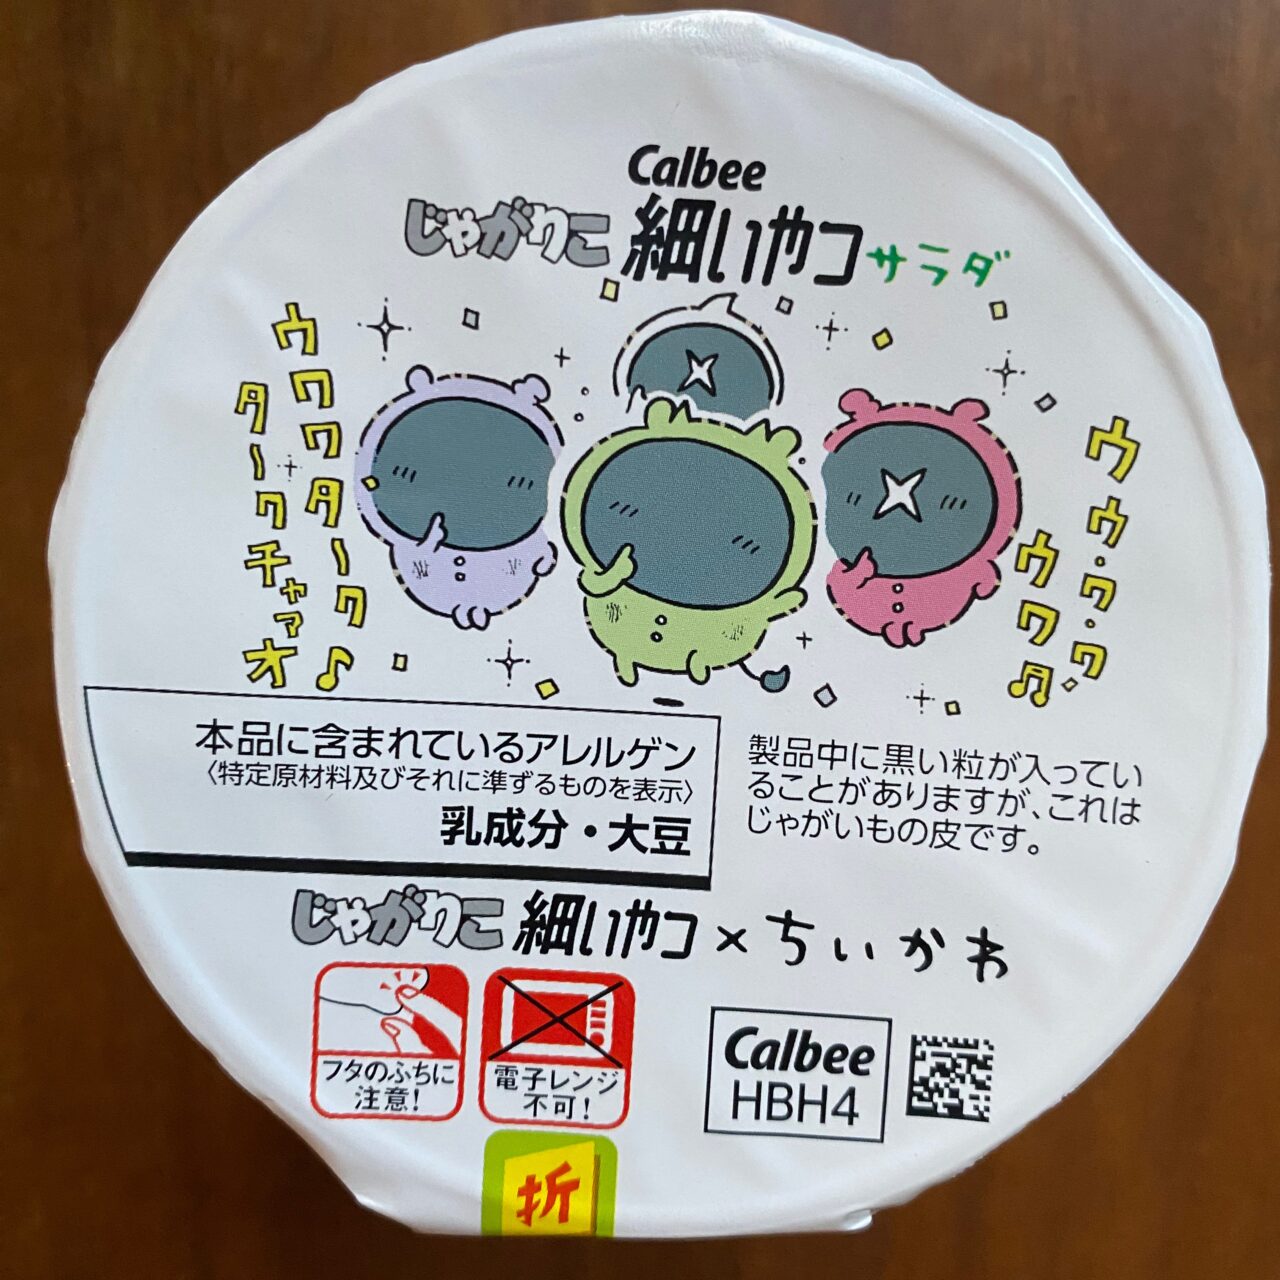 Calbee
じゃがりこ 細いやつ サラダ
ウワワターク♪
タークチャァオ
ウゥ・ワ・ワ・
ウワ♫
本品に含まれているアレルゲン
〈特定原材料及びそれに準ずるものを表示〉
乳成分・大豆
製品中に黒い粒が入ってい
ることがありますが、これは
じゃがいもの皮です。
じゃがりこ 細いやつ × ちいかわ
フタのふちに
注意!
電子レンジ
不可!
Calbee
HBH4
折